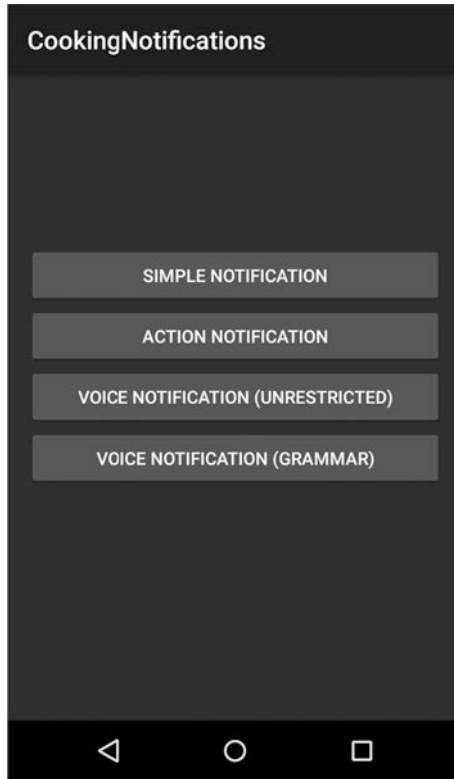 CookingNotifications
SIMPLE NOTIFICATION
ACTION NOTIFICATION
VOICE NOTIFICATION (UNRESTRICTED)
VOICE NOTIFICATION (GRAMMAR)